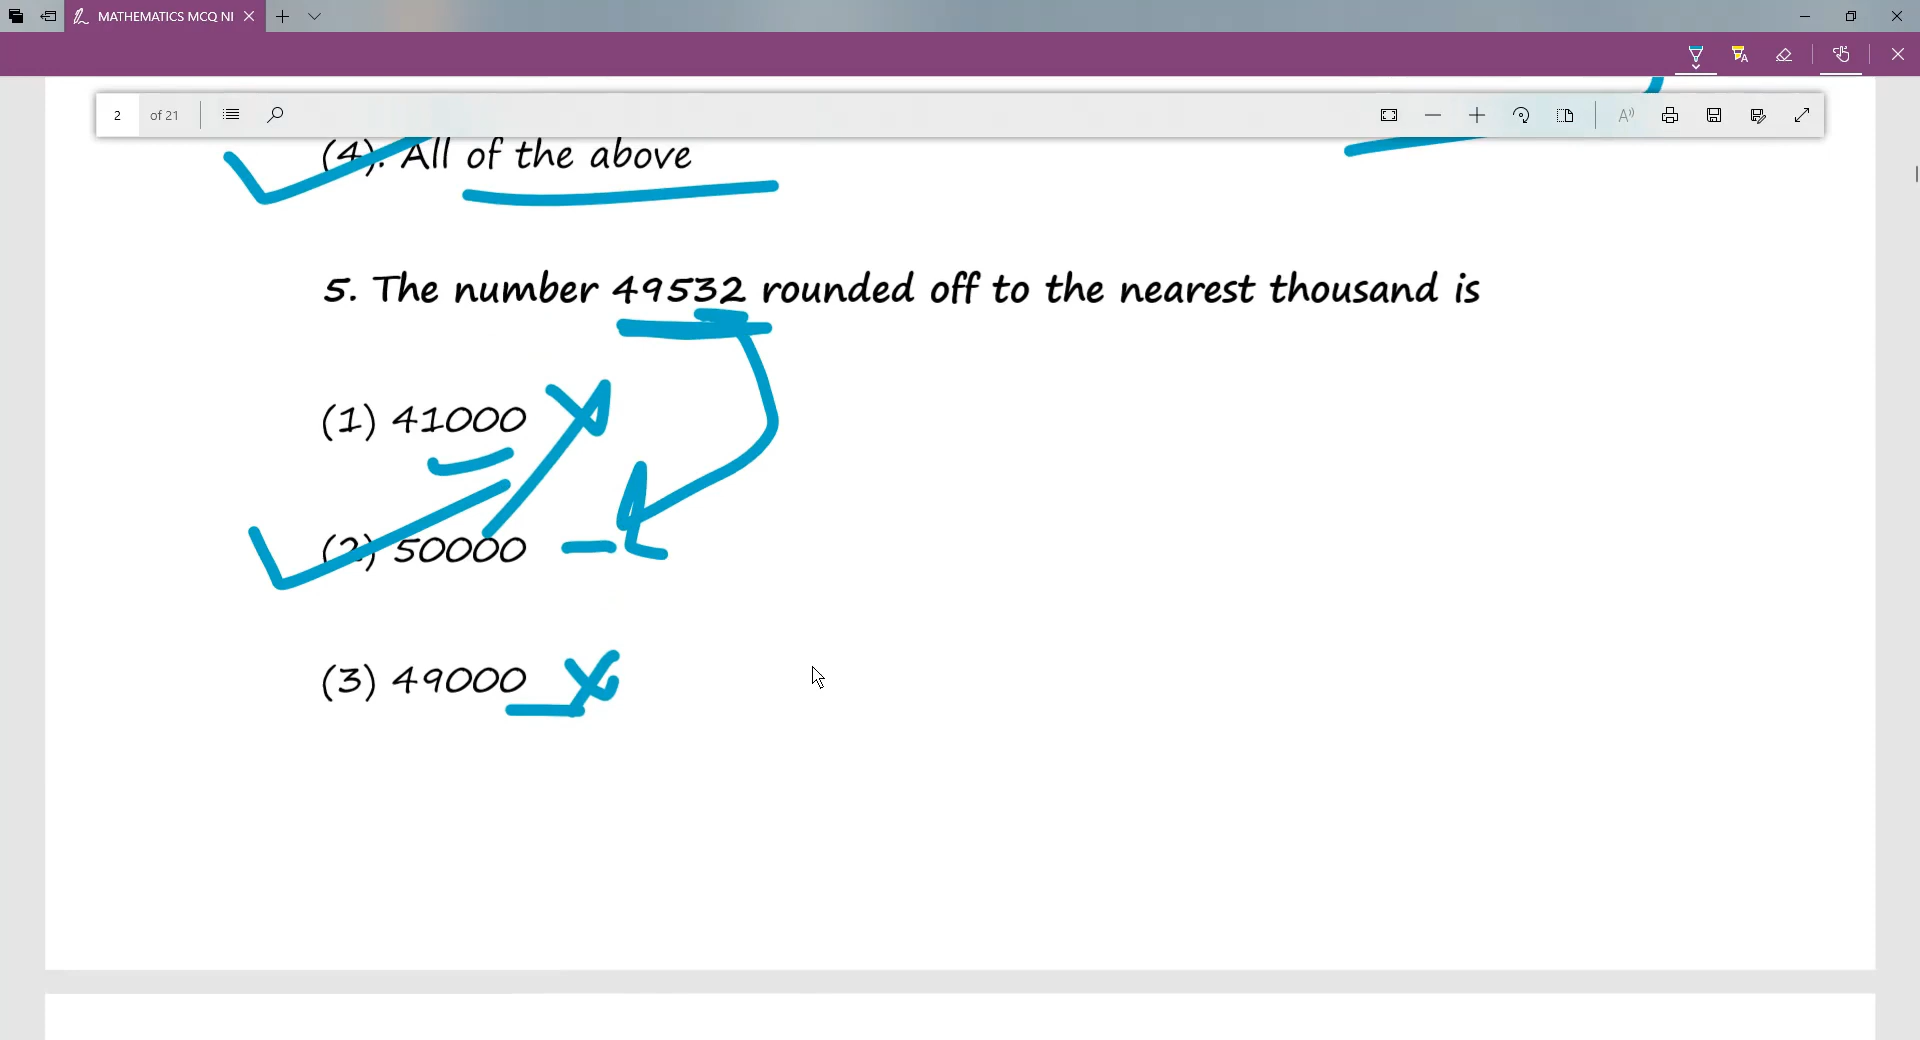 MATHEMATICS MCQ NI
2 of 21
(4). All of the above
5. The number 49532 rounded off to the nearest thousand is
(1) 41000
(2) 50000
(3) 49000